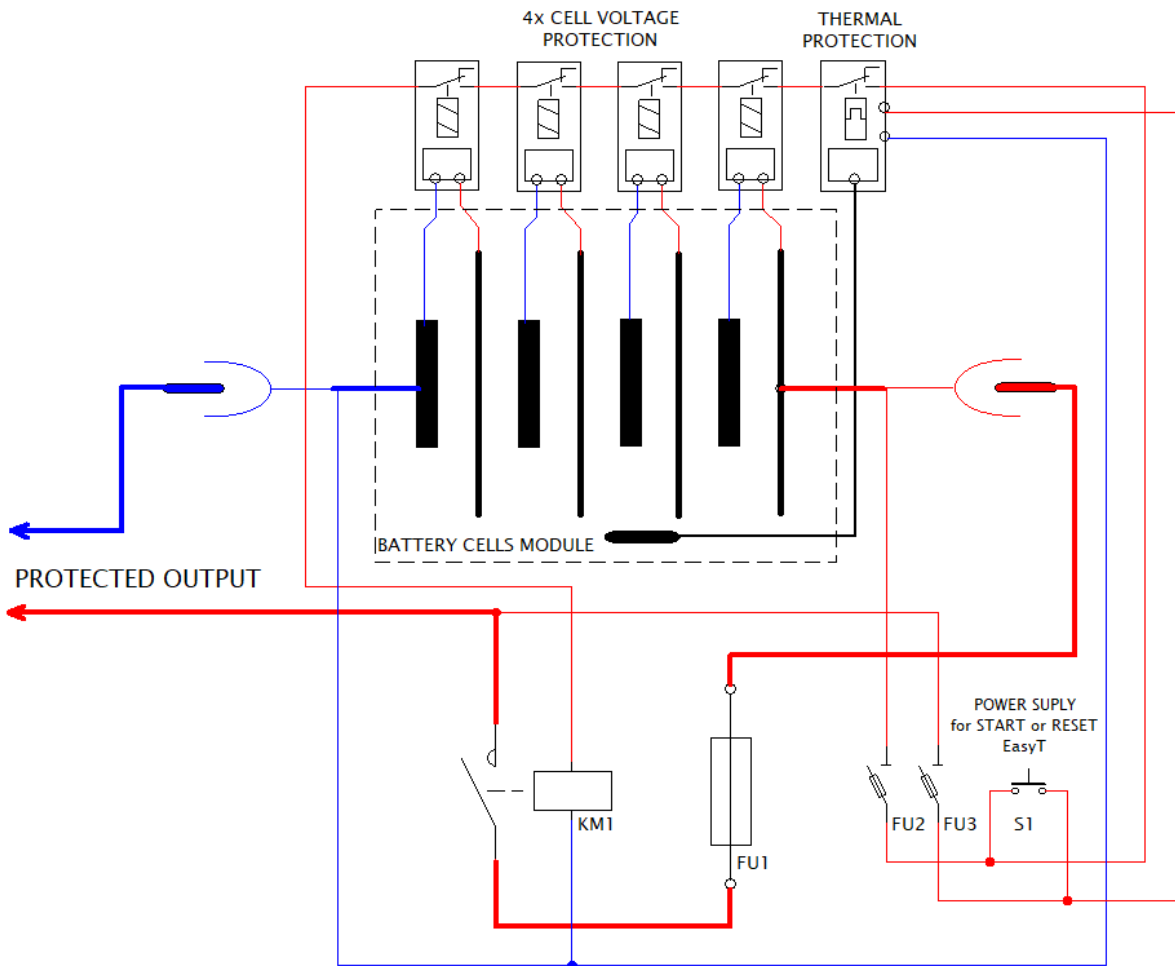 4x CELL VOLTAGE
PROTECTION
THERMAL
PROTECTION
BATTERY CELLS MODULE
PROTECTED OUTPUT
POWER SUPLY
for START or RESET
EasyT
KM1
FU1
FU2
FU3
S1